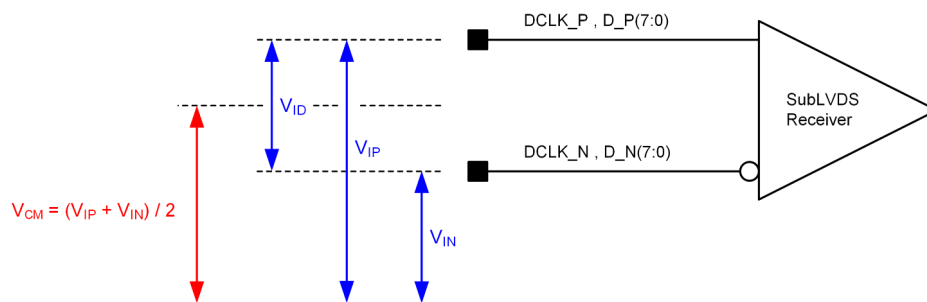 DCLK_P , D_P(7:0)
SubLVDS
Receiver
VID
VIP
DCLK_N , D_N(7:0)
VCM = (VIP + VIN) / 2
VIN